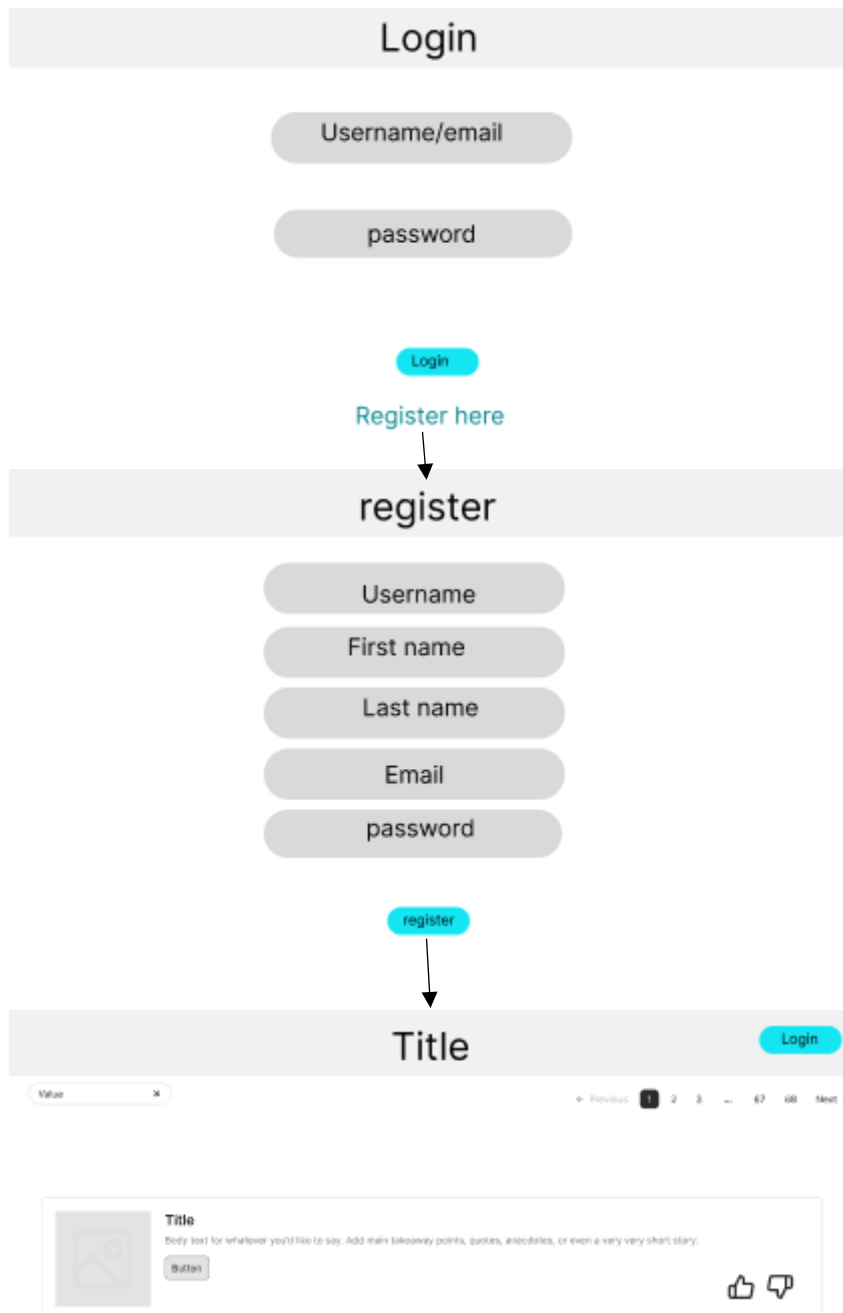 Login
Username/email
password
Login
Register here
register
Username
First name
Last name
Email
password
register
Title
Login
Value
← Previous 1 2 3 ... 67 68 Next
Title
Body text for whatever you'd like to say. Add main takeaway points, quotes, anecdotes, or even a very very short story.
Button